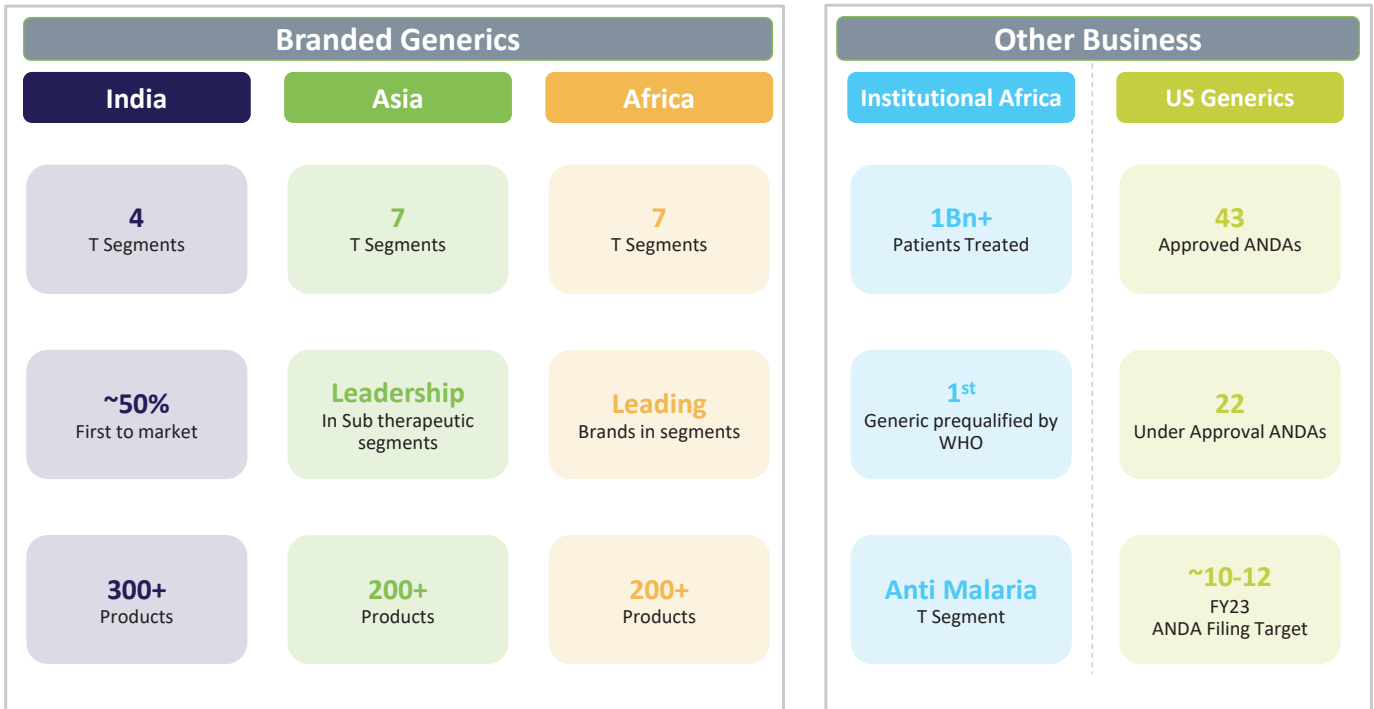 Branded Generics
India
Asia
Africa
4
T Segments
7
T Segments
7
T Segments
~50%
First to market
Leadership
In Sub therapeutic
segments
Leading
Brands in segments
300+
Products
200+
Products
200+
Products
Other Business
Institutional Africa
US Generics
1Bn+
Patients Treated
43
Approved ANDAs
1st
Generic prequalified by
WHO
22
Under Approval ANDAs
Anti Malaria
T Segment
~10-12
FY23
ANDA Filing Target